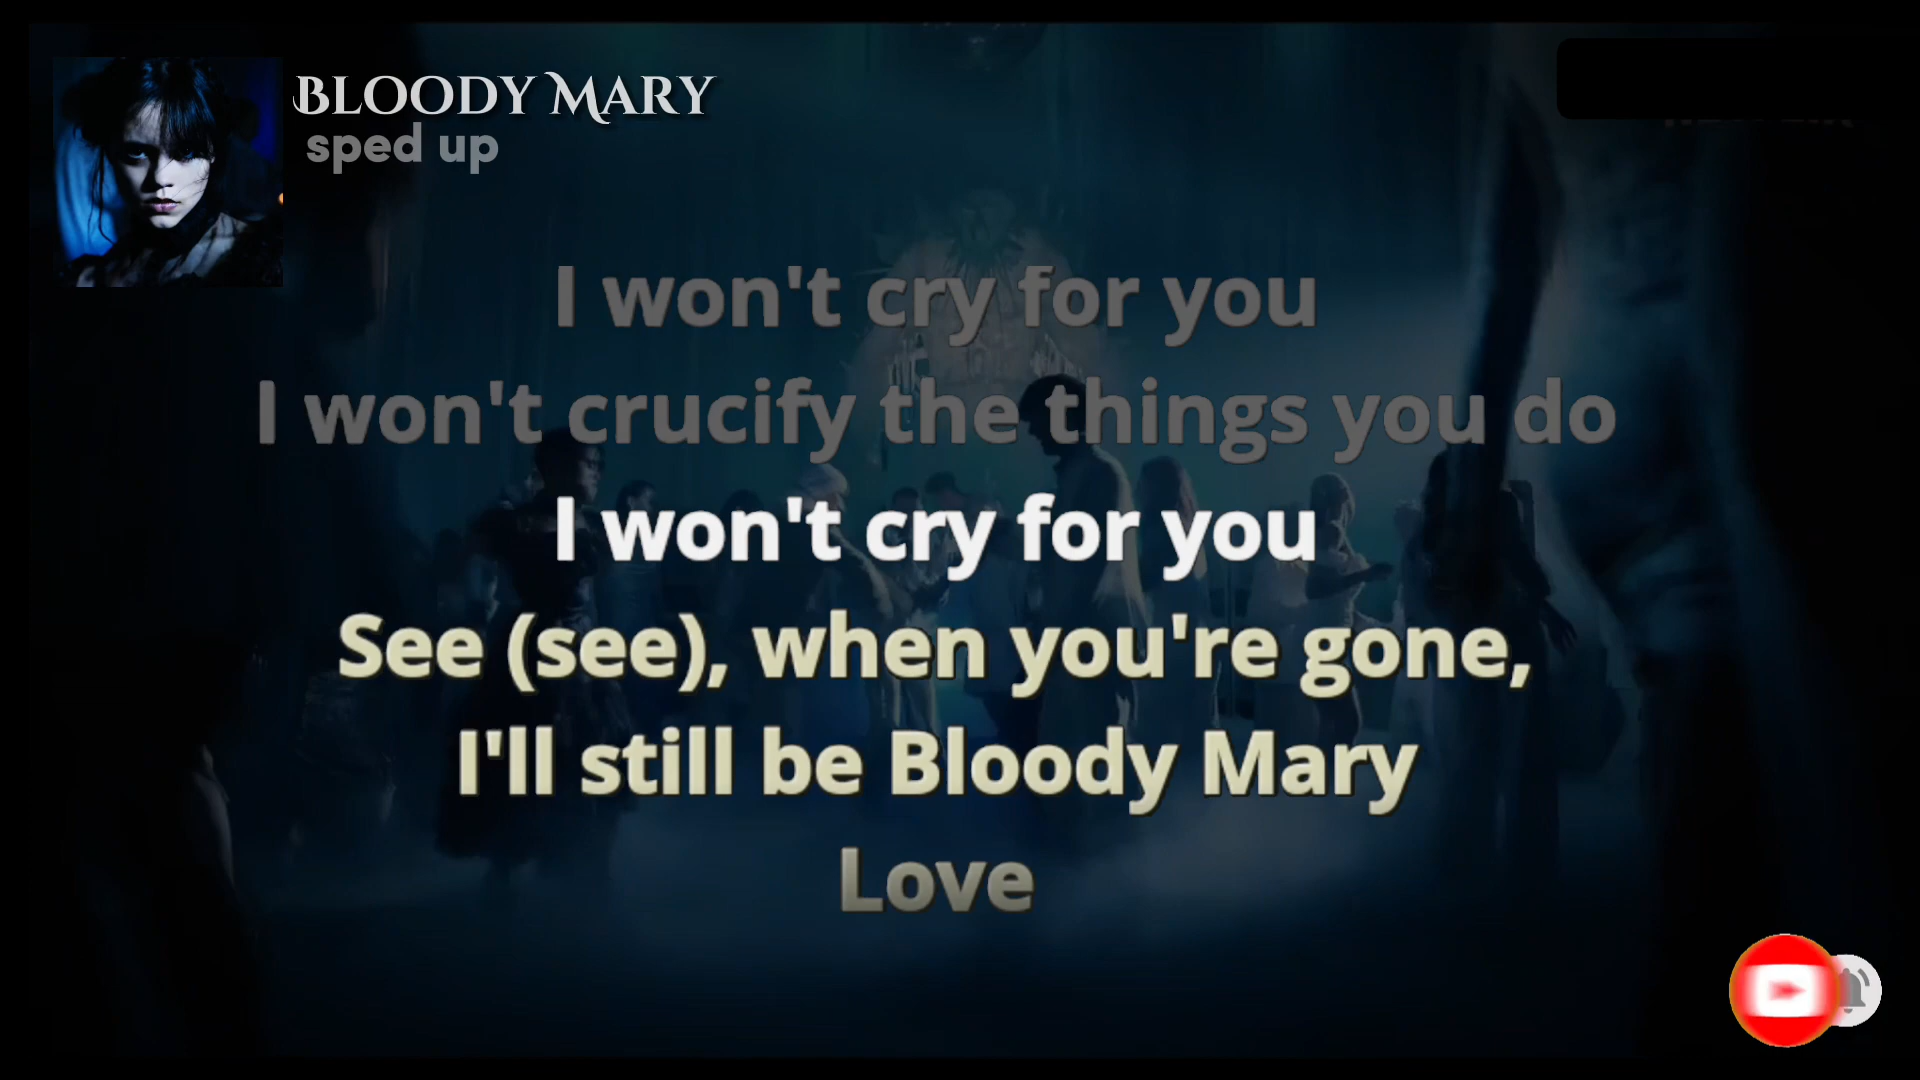 BLOODY MARY
sped up
I won't cry for you
I won't crucify the things you do
I won't cry for you
See (see), when you're gone,
I'll still be Bloody Mary
Love